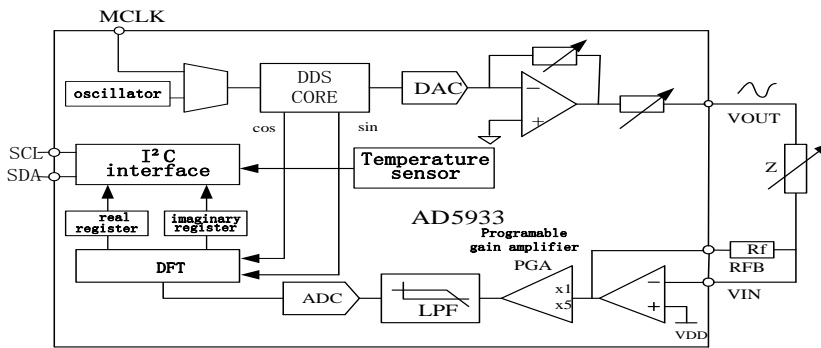 MCLK
DDS
CORE
DAC
oscillator
cos
sin
VOUT
SCL
SDA
I²C
interface
Temperature
sensor
Z
real
register
imaginary
register
AD5933
Programable
gain amplifier
PGA
Rf
RFB
DFT
x1
x5
ADC
LPF
VIN
VDD